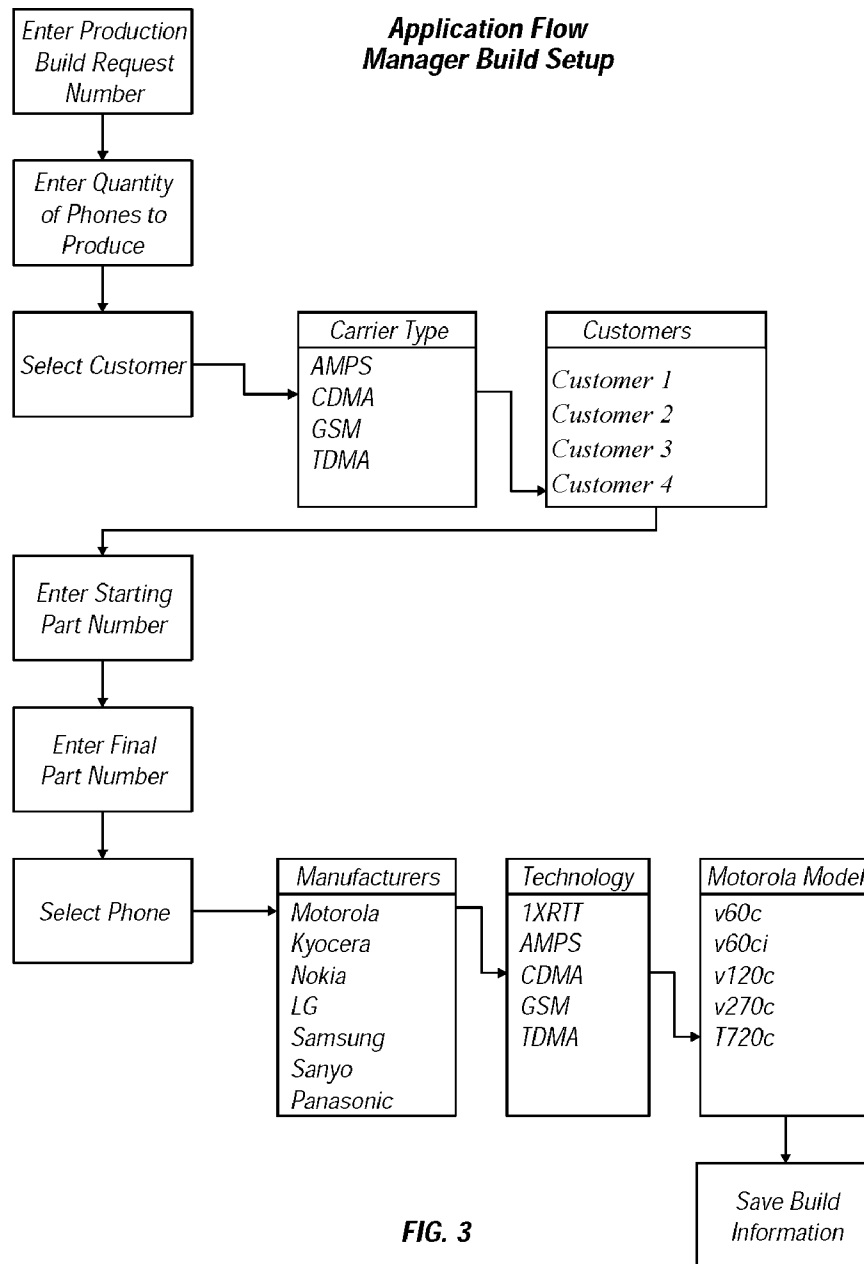 Application Flow
Manager Build Setup
Enter Production
Build Request
Number
Enter Quantity
of Phones to
Produce
Select Customer
Carrier Type
AMPS
CDMA
GSM
TDMA
Customers
Customer 1
Customer 2
Customer 3
Customer 4
Enter Starting
Part Number
Enter Final
Part Number
Select Phone
Manufacturers
Motorola
Kyocera
Nokia
LG
Samsung
Sanyo
Panasonic
Technology
1XRTT
AMPS
CDMA
GSM
TDMA
Motorola Model
v60c
v60ci
v120c
v270c
T720c
Save Build
Information
FIG. 3